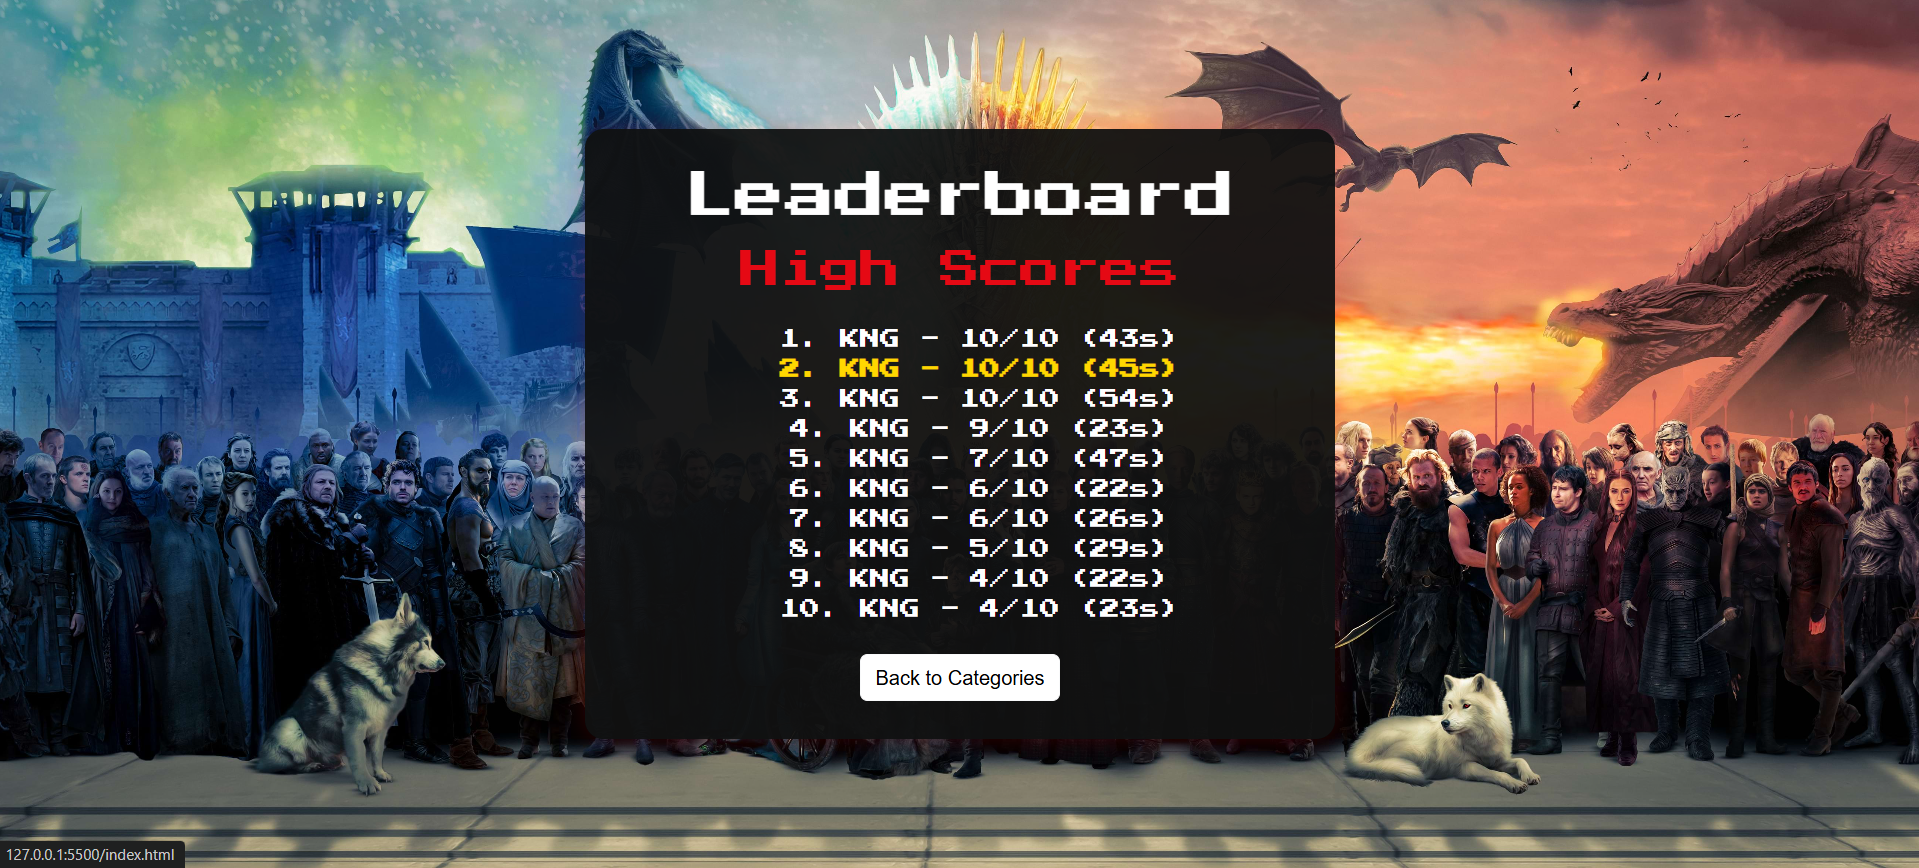 Leaderboard
High Scores
1. KNG - 10/10 (43s)
2. KNG - 10/10 (45s)
3. KNG - 10/10 (54s)
4. KNG - 9/10 (23s)
5. KNG - 7/10 (47s)
6. KNG - 6/10 (22s)
7. KNG - 6/10 (26s)
8. KNG - 5/10 (29s)
9. KNG - 4/10 (22s)
10. KNG - 4/10 (23s)
Back to Categories
127.0.0.1:5500/index.html